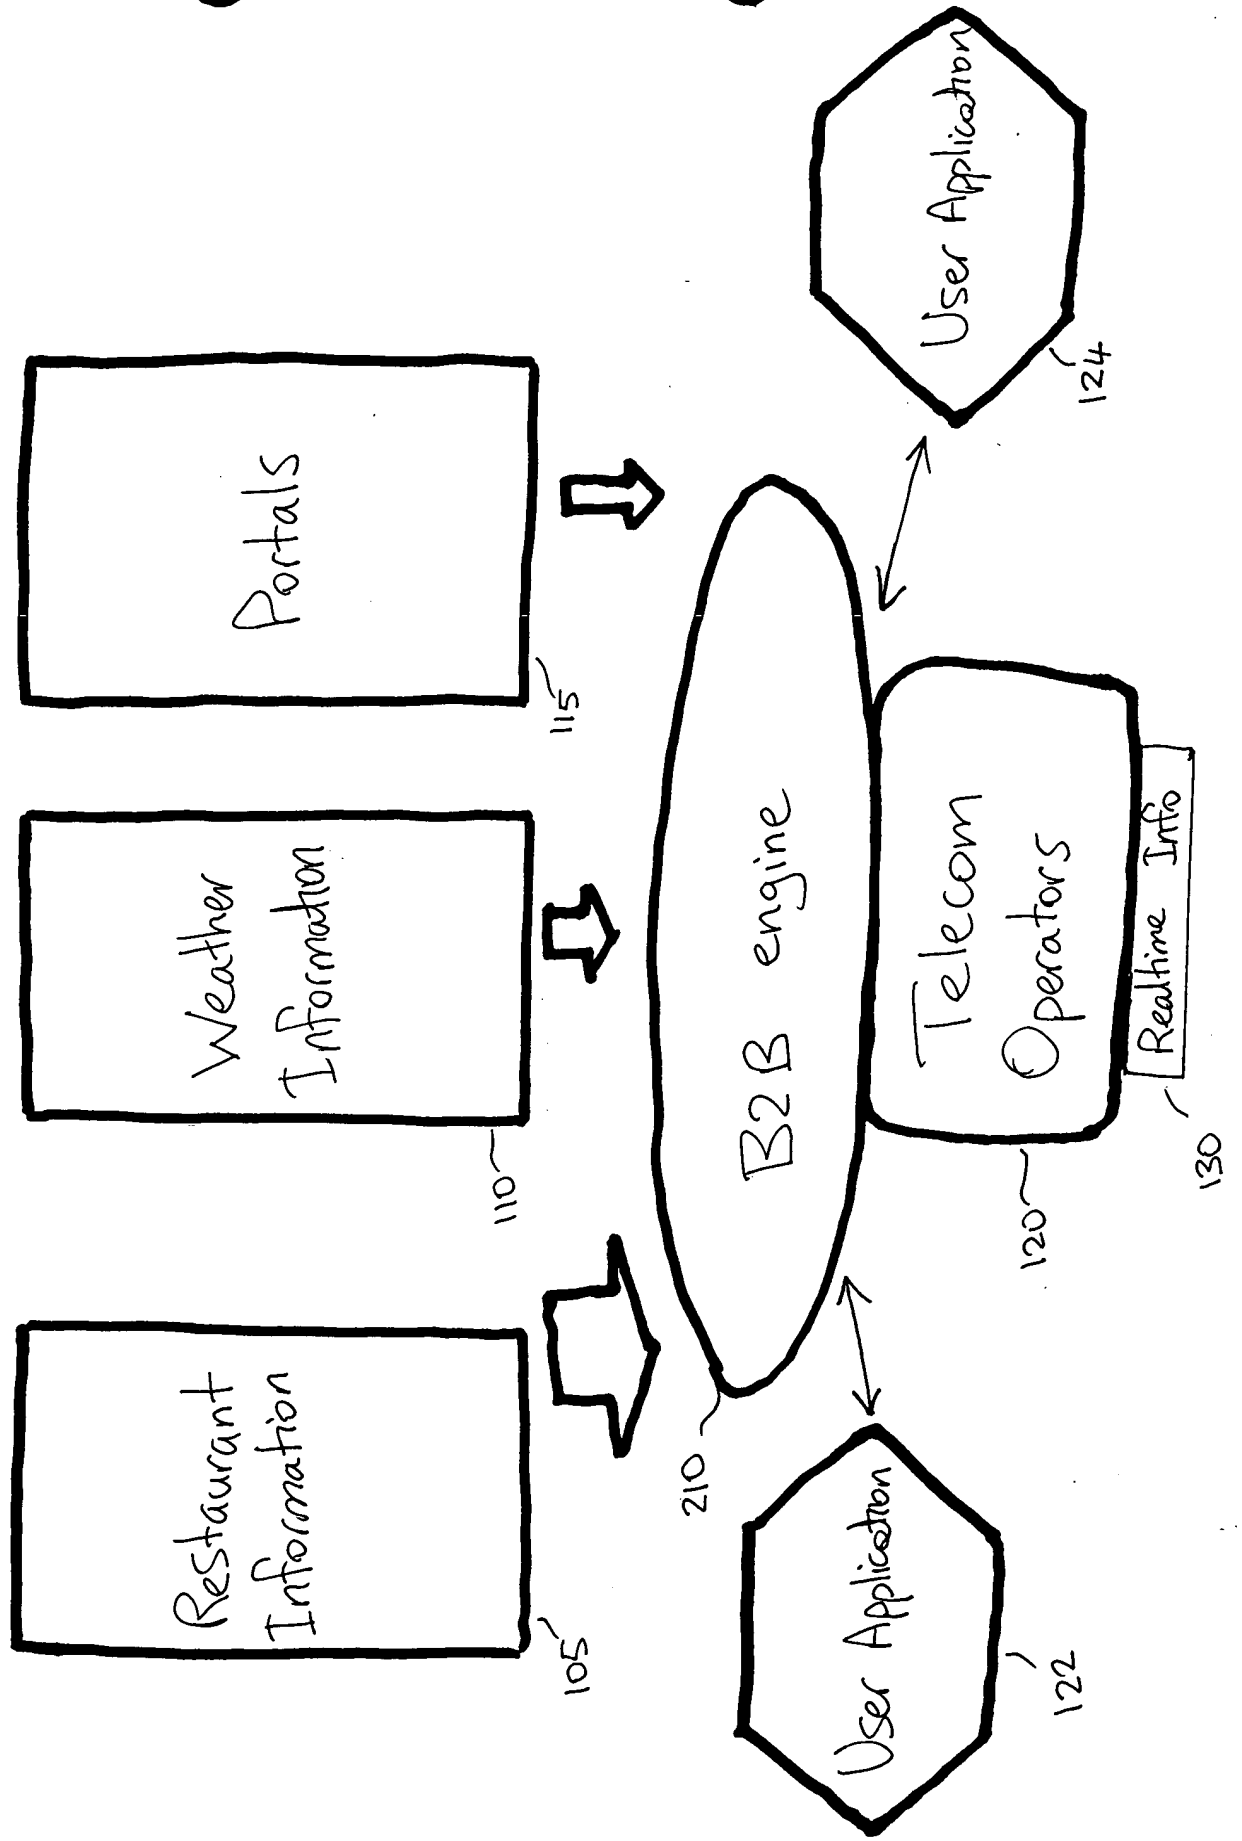 Restaurant
Information
105
Weather
Information
110
Portals
115
B2B engine
210
Telecom
Operators
120
Realtime Info
130
User Application
122
User Application
124